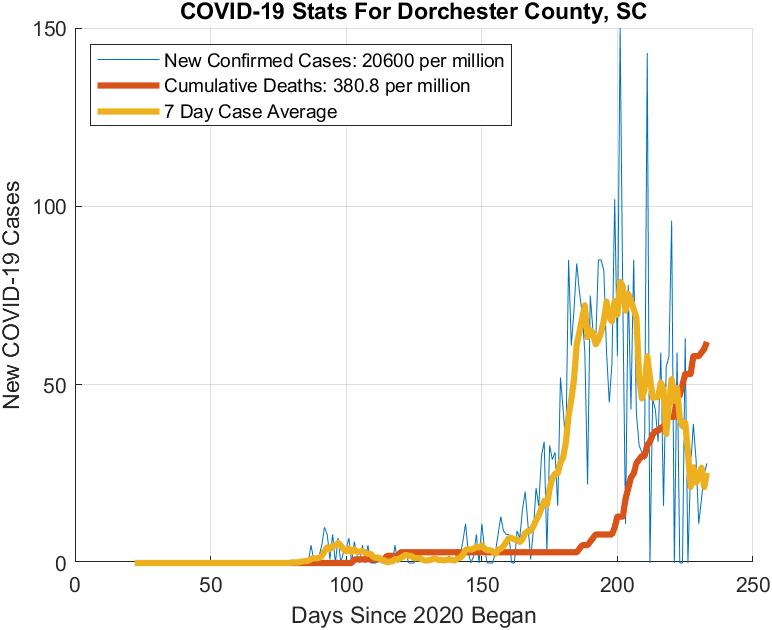 COVID-19 Stats For Dorchester County, SC
New Confirmed Cases: 20600 per million
Cumulative Deaths: 380.8 per million
7 Day Case Average
New COVID-19 Cases
150
100
50
0
0 50 100 150 200 250
Days Since 2020 Began